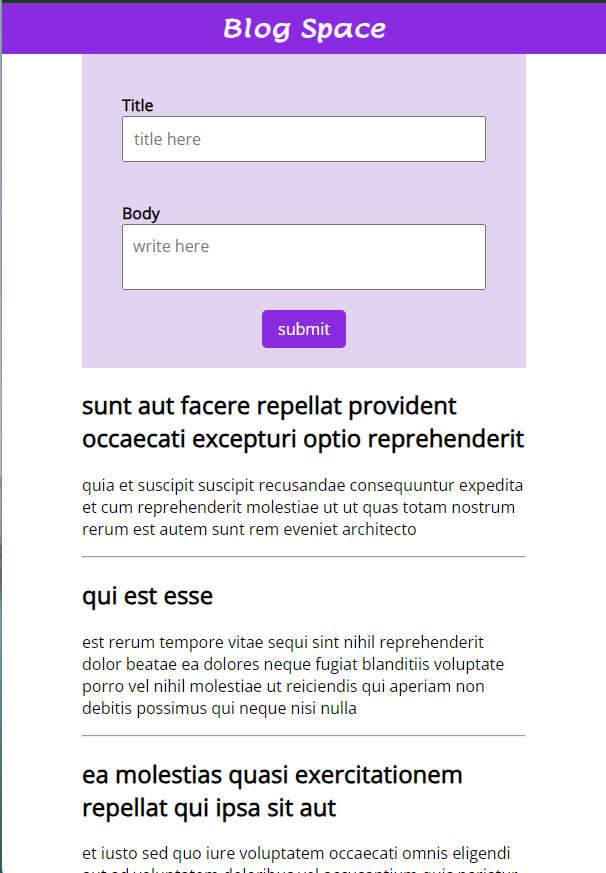 Blog Space
Title
title here
Body
write here
submit
sunt aut facere repellat provident
occaecati excepturi optio reprehenderit
quia et suscipit suscipit recusandae consequuntur expedita
et cum reprehenderit molestiae ut ut quas totam nostrum
rerum est autem sunt rem eveniet architecto
qui est esse
est rerum tempore vitae sequi sint nihil reprehenderit
dolor beatae ea dolores neque fugiat blanditiis voluptate
porro vel nihil molestiae ut reiciendis qui aperiam non
debitis possimus qui neque nisi nulla
ea molestias quasi exercitationem
repellat qui ipsa sit aut
et iusto sed quo iure voluptatem occaecati omnis eligendi